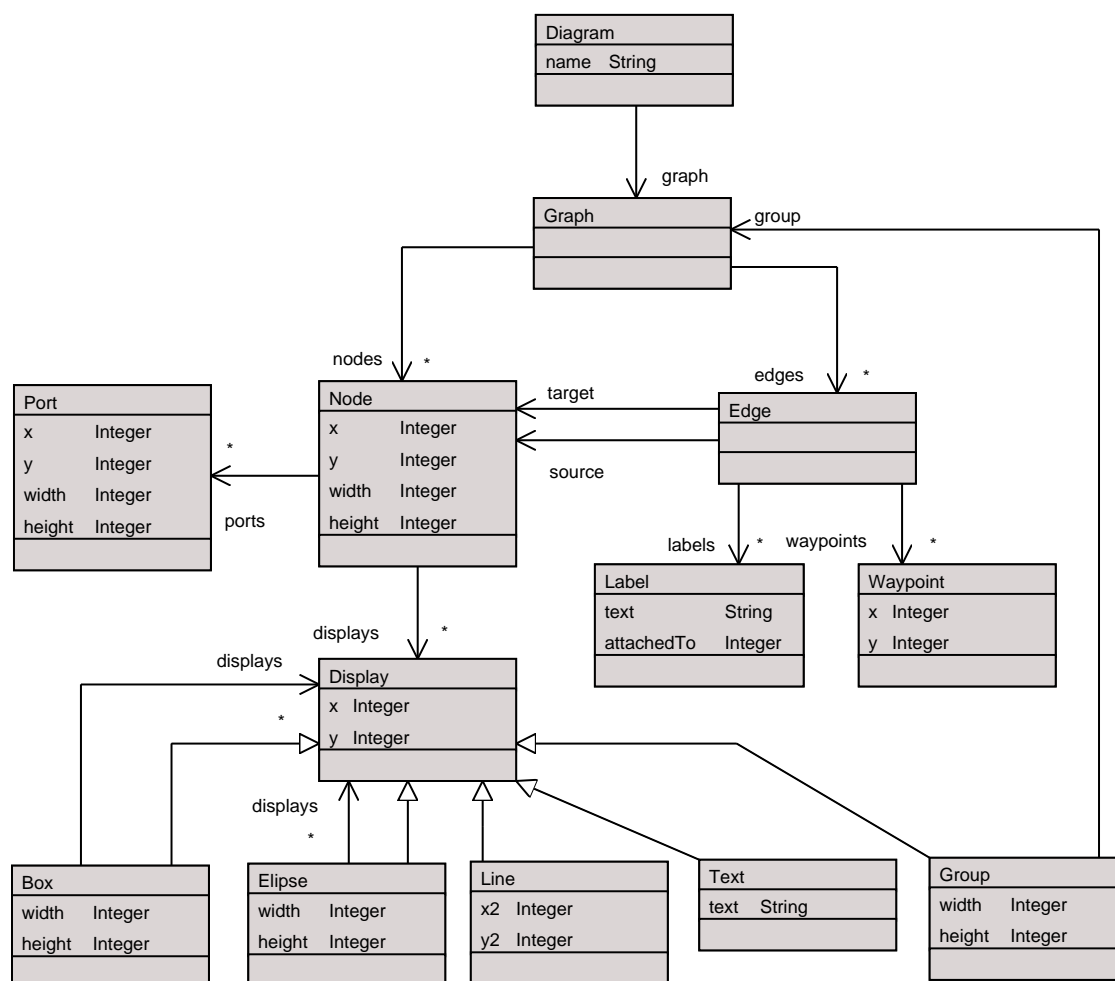 Diagram
name String
graph
Graph
group
nodes *
edges *
Port
x Integer
y Integer
width Integer
height Integer
*
ports
Node
x Integer
y Integer
width Integer
height Integer
target
source
Edge
labels *
waypoints *
Label
text String
attachedTo Integer
Waypoint
x Integer
y Integer
displays *
displays
*
Display
x Integer
y Integer
displays
*
Box
width Integer
height Integer
Elipse
width Integer
height Integer
Line
x2 Integer
y2 Integer
Text
text String
Group
width Integer
height Integer